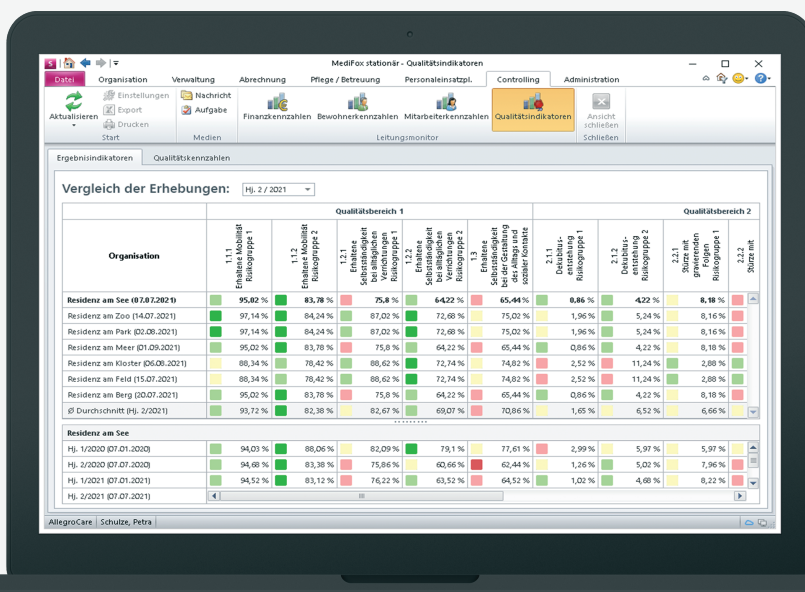 S MediFox stationär - Qualitätsindikatoren
Datei Organisation Verwaltung Abrechnung Pflege / Betreuung Personaleinsatzpl. Controlling Administration
Aktualisieren Einstellungen Export Drucken Nachricht Aufgabe Finanzkennzahlen Bewohnerkennzahlen Mitarbeiterkennzahlen Qualitätsindikatoren Ansicht schließen
Start Medien Leitungsmonitor Schließen
Ergebnisindikatoren Qualitätskennzahlen
Vergleich der Erhebungen: Hj. 2 / 2021
Qualitätsbereich 1 Qualitätsbereich 2
Organisation
1.1.1 Erhaltene Mobilität Risikogruppe 1
1.1.2 Erhaltene Mobilität Risikogruppe 2
1.2.1 Erhaltene Selbstständigkeit bei alltäglichen Verrichtungen Risikogruppe 1
1.2.2 Erhaltene Selbstständigkeit bei alltäglichen Verrichtungen Risikogruppe 2
1.3 Erhaltene Selbstständigkeit bei der Gestaltung des Alltags und sozialer Kontakte
2.1.1 Dekubitus- entstehung Risikogruppe 1
2.1.2 Dekubitus- entstehung Risikogruppe 2
2.2.1 Stürze mit gravierenden Folgen Risikogruppe 1
2.2.2 Stürze mit
Residenz am See (07.07.2021) 95,02 % 83,78 % 75,8 % 64,22 % 65,44 % 0,86 % 4,22 % 8,18 %
Residenz am Zoo (14.07.2021) 97,14 % 84,24 % 87,02 % 72,68 % 75,02 % 1,96 % 5,24 % 8,16 %
Residenz am Park (02.08.2021) 97,14 % 84,24 % 87,02 % 72,68 % 75,02 % 1,96 % 5,24 % 8,16 %
Residenz am Meer (01.09.2021) 95,02 % 83,78 % 75,8 % 64,22 % 65,44 % 0,86 % 4,22 % 8,18 %
Residenz am Kloster (06.08.2021) 88,34 % 78,42 % 88,62 % 72,74 % 74,82 % 2,52 % 11,24 % 2,88 %
Residenz am Feld (15.07.2021) 88,34 % 78,42 % 88,62 % 72,74 % 74,82 % 2,52 % 11,24 % 2,88 %
Residenz am Berg (20.07.2021) 95,02 % 83,78 % 75,8 % 64,22 % 65,44 % 0,86 % 4,22 % 8,18 %
Ø Durchschnitt (Hj. 2/2021) 93,72 % 82,38 % 82,67 % 69,07 % 70,86 % 1,65 % 6,52 % 6,66 %
Residenz am See
Hj. 1/2020 (07.01.2020) 94,03 % 88,06 % 82,09 % 79,1 % 77,61 % 2,99 % 5,97 % 5,97 %
Hj. 2/2020 (07.07.2020) 94,68 % 83,38 % 75,86 % 60,66 % 62,44 % 1,26 % 5,02 % 7,96 %
Hj. 1/2021 (07.01.2021) 94,52 % 83,12 % 76,22 % 63,52 % 64,52 % 1,02 % 4,68 % 8,22 %
Hj. 2/2021 (07.07.2021)
AllegroCare Schulze, Petra